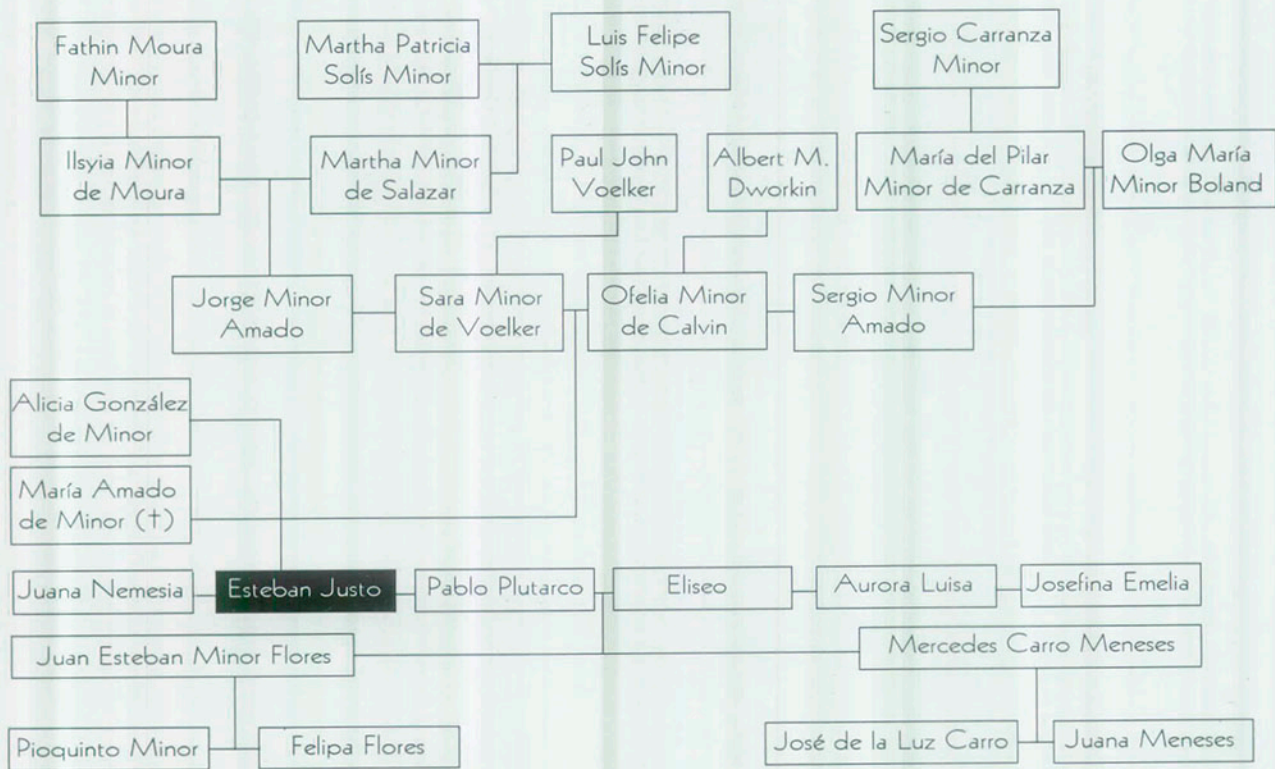 Fathin Moura
Minor
Martha Patricia
Solís Minor
Luis Felipe
Solís Minor
Sergio Carranza
Minor
Ilsyia Minor
de Moura
Martha Minor
de Salazar
Paul John
Voelker
Albert M.
Dworkin
María del Pilar
Minor de Carranza
Olga María
Minor Boland
Jorge Minor
Amado
Sara Minor
de Voelker
Ofelia Minor
de Calvin
Sergio Minor
Amado
Alicia González
de Minor
María Amado
de Minor (†)
Juana Nemesia
Esteban Justo
Pablo Plutarco
Eliseo
Aurora Luisa
Josefina Emelia
Juan Esteban Minor Flores
Mercedes Carro Meneses
Pioquinto Minor
Felipa Flores
José de la Luz Carro
Juana Meneses